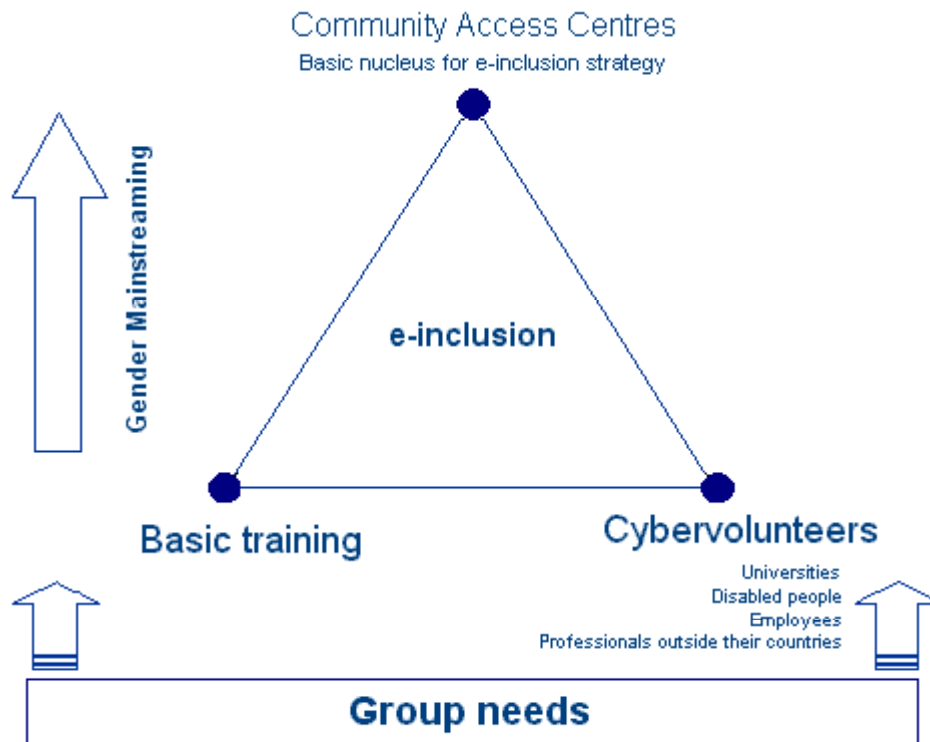 Community Access Centres
Basic nucleus for e-inclusion strategy
Gender Mainstreaming
e-inclusion
Basic training
Cybervolunteers
Universities
Disabled people
Employees
Professionals outside their countries
Group needs